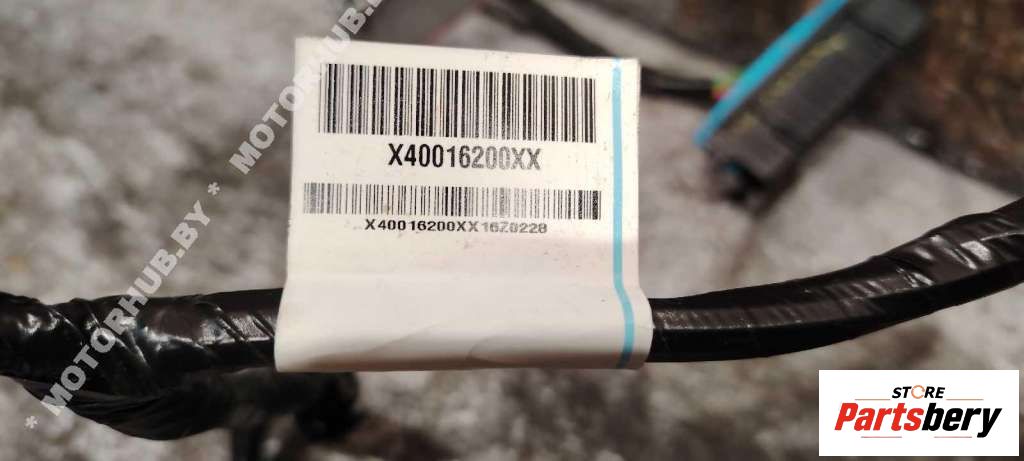 X40016200XX
X40016200XX16Z0228
* MOTORHUB.BY * MOTORHUB.BY
STORE
Partsbery